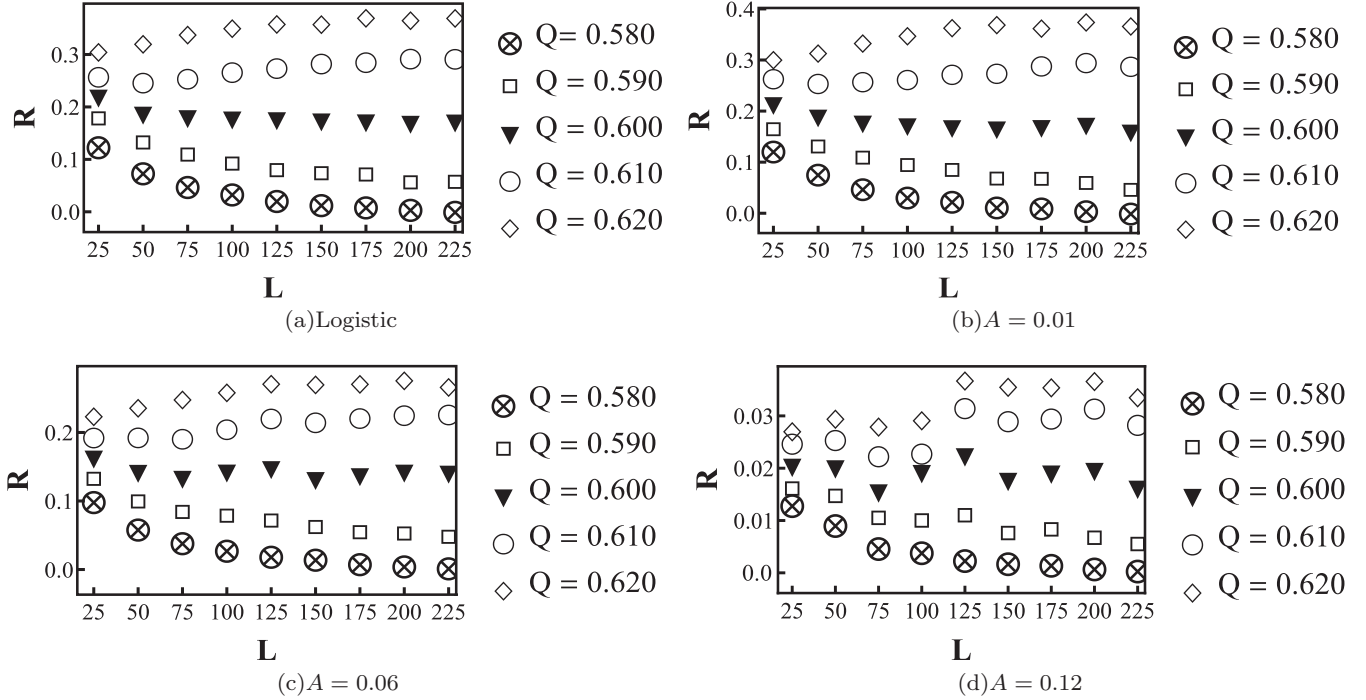 R
0.3
0.2
0.1
0.0
25 50 75 100 125 150 175 200 225
L
Q= 0.580
Q = 0.590
Q = 0.600
Q = 0.610
Q = 0.620
(a)Logistic
R
0.4
0.3
0.2
0.1
0.0
25 50 75 100 125 150 175 200 225
L
Q = 0.580
Q = 0.590
Q = 0.600
Q = 0.610
Q = 0.620
(b)A = 0.01
R
0.2
0.1
0.0
25 50 75 100 125 150 175 200 225
L
Q = 0.580
Q = 0.590
Q = 0.600
Q = 0.610
Q = 0.620
(c)A = 0.06
R
0.03
0.02
0.01
0.0
25 50 75 100 125 150 175 200 225
L
Q = 0.580
Q = 0.590
Q = 0.600
Q = 0.610
Q = 0.620
(d)A = 0.12